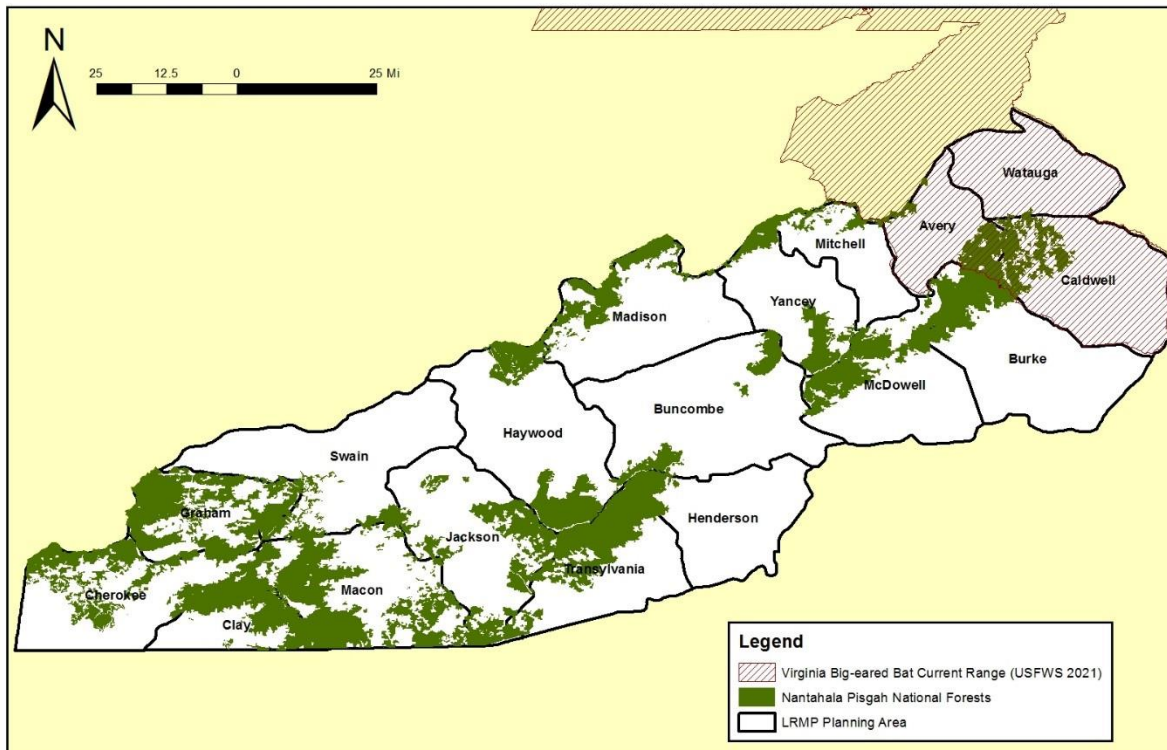 N
25 12.5 0 25 Mi
Watauga
Avery
Mitchell
Caldwell
Yancey
Madison
Burke
McDowell
Buncombe
Haywood
Swain
Graham
Henderson
Jackson
Transylvania
Cherokee
Macon
Clay
Legend
Virginia Big-eared Bat Current Range (USFWS 2021)
Nantahala Pisgah National Forests
LRMP Planning Area